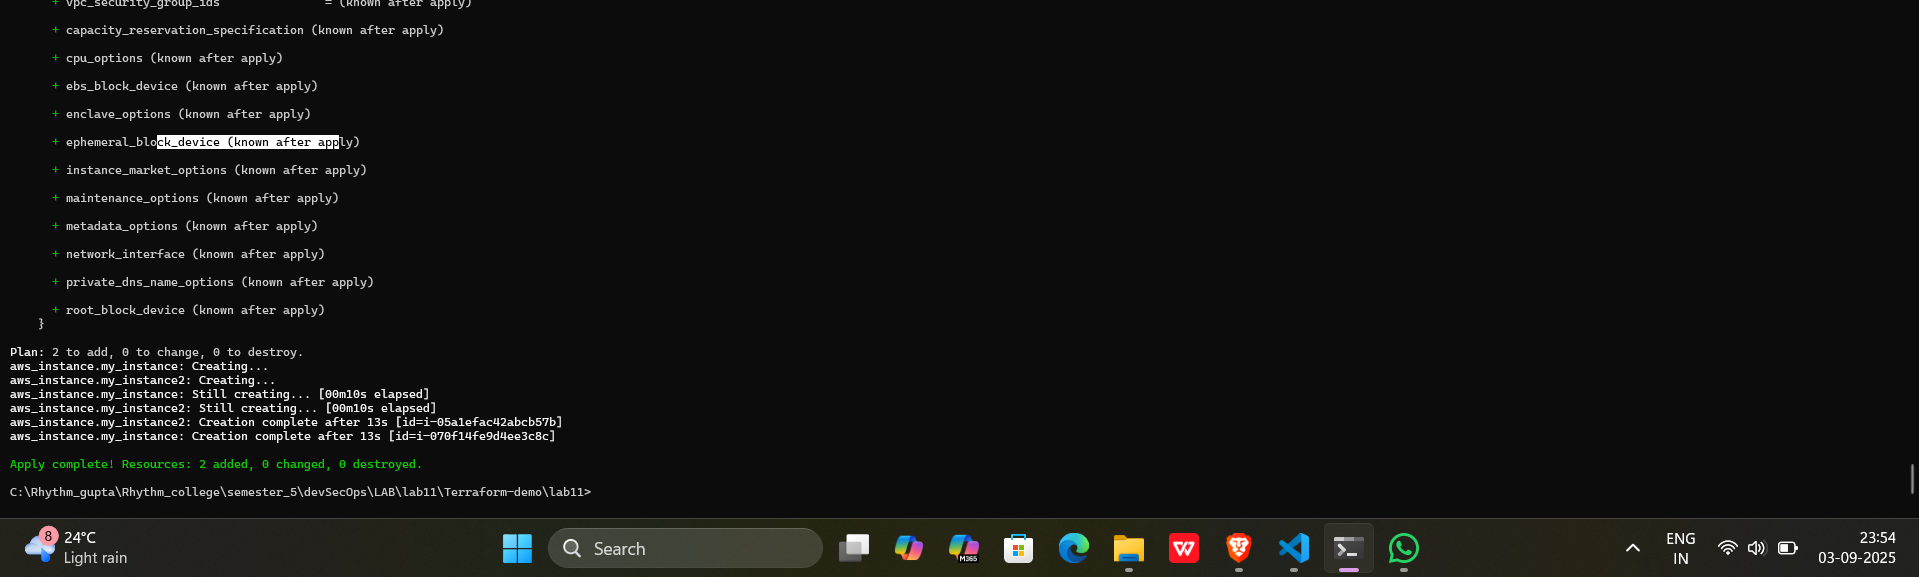 + vpc_security_group_ids = (known after apply)
+ capacity_reservation_specification (known after apply)
+ cpu_options (known after apply)
+ ebs_block_device (known after apply)
+ enclave_options (known after apply)
+ ephemeral_block_device (known after apply)
+ instance_market_options (known after apply)
+ maintenance_options (known after apply)
+ metadata_options (known after apply)
+ network_interface (known after apply)
+ private_dns_name_options (known after apply)
+ root_block_device (known after apply)
}
Plan: 2 to add, 0 to change, 0 to destroy.
aws_instance.my_instance: Creating...
aws_instance.my_instance2: Creating...
aws_instance.my_instance: Still creating... [00m10s elapsed]
aws_instance.my_instance2: Still creating... [00m10s elapsed]
aws_instance.my_instance2: Creation complete after 13s [id=i-05a1efac42abcb57b]
aws_instance.my_instance: Creation complete after 13s [id=i-070f14fe9d4ee3c8c]
Apply complete! Resources: 2 added, 0 changed, 0 destroyed.
C:\Rhythm_gupta\Rhythm_college\semester_5\devSecOps\LAB\lab11\Terraform-demo\lab11>
8
24°C
Light rain
Search
M365
W
ENG
IN
23:54
03-09-2025